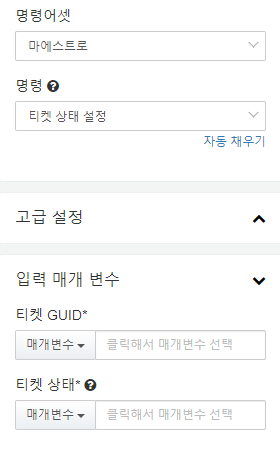 명령어셋
마에스트로
명령
티켓 상태 설정
자동 채우기
고급 설정
입력 매개 변수
티켓 GUID*
매개변수 클릭해서 매개변수 선택
티켓 상태*
매개변수 클릭해서 매개변수 선택